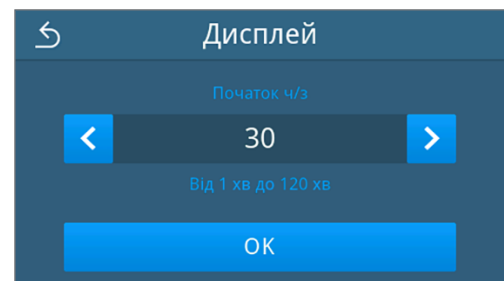 Дисплей
Початок ч/з
30
Від 1 хв до 120 хв
OK